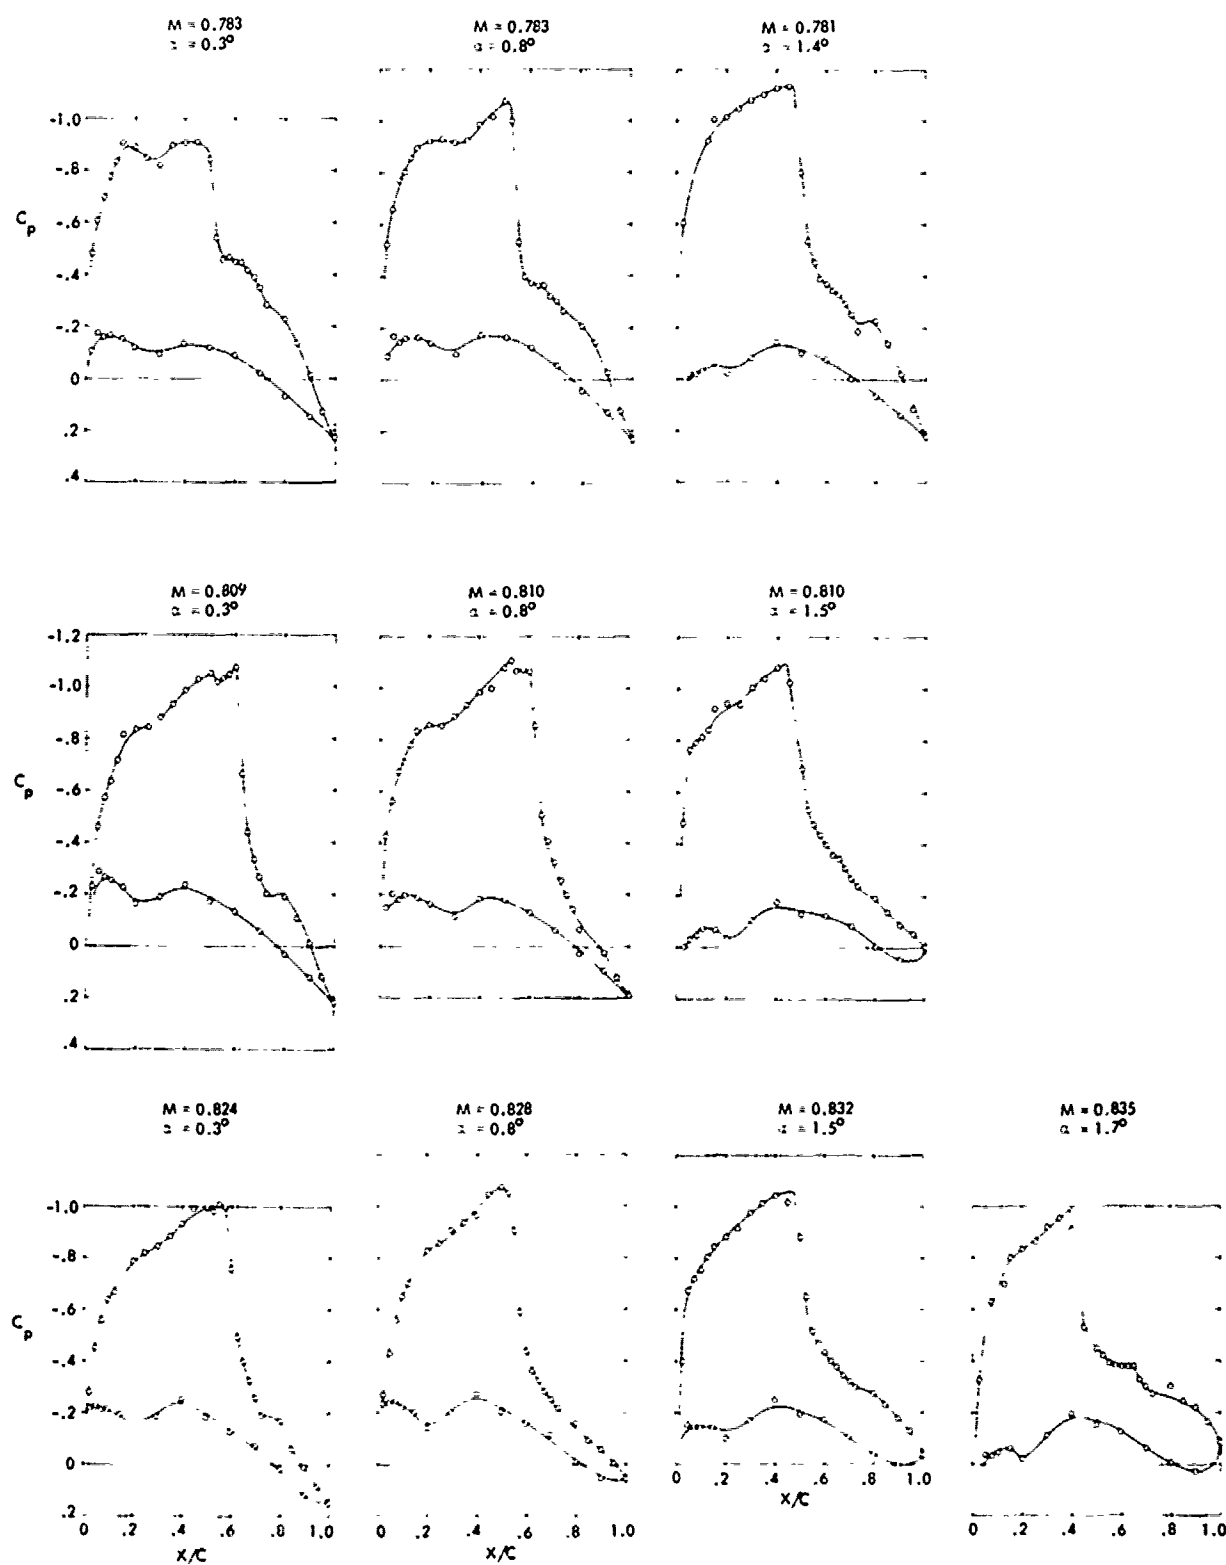 M = 0.783
α = 0.3°
M = 0.783
α = 0.8°
M = 0.781
α = 1.4°
-1.0
-.8
-.6
-.4
-.2
0
.2
.4
Cp
M = 0.809
α = 0.3°
M = 0.810
α = 0.8°
M = 0.810
α = 1.5°
-1.2
-1.0
-.8
-.6
-.4
-.2
0
.2
.4
Cp
M = 0.824
α = 0.3°
M = 0.828
α = 0.8°
M = 0.832
α = 1.5°
M = 0.835
α = 1.7°
-1.0
-.8
-.6
-.4
-.2
0
.2
Cp
0 .2 .4 .6 .8 1.0
X/C
0 .2 .4 .6 .8 1.0
X/C
0 .2 .4 .6 .8 1.0
X/C
0 .2 .4 .6 .8 1.0